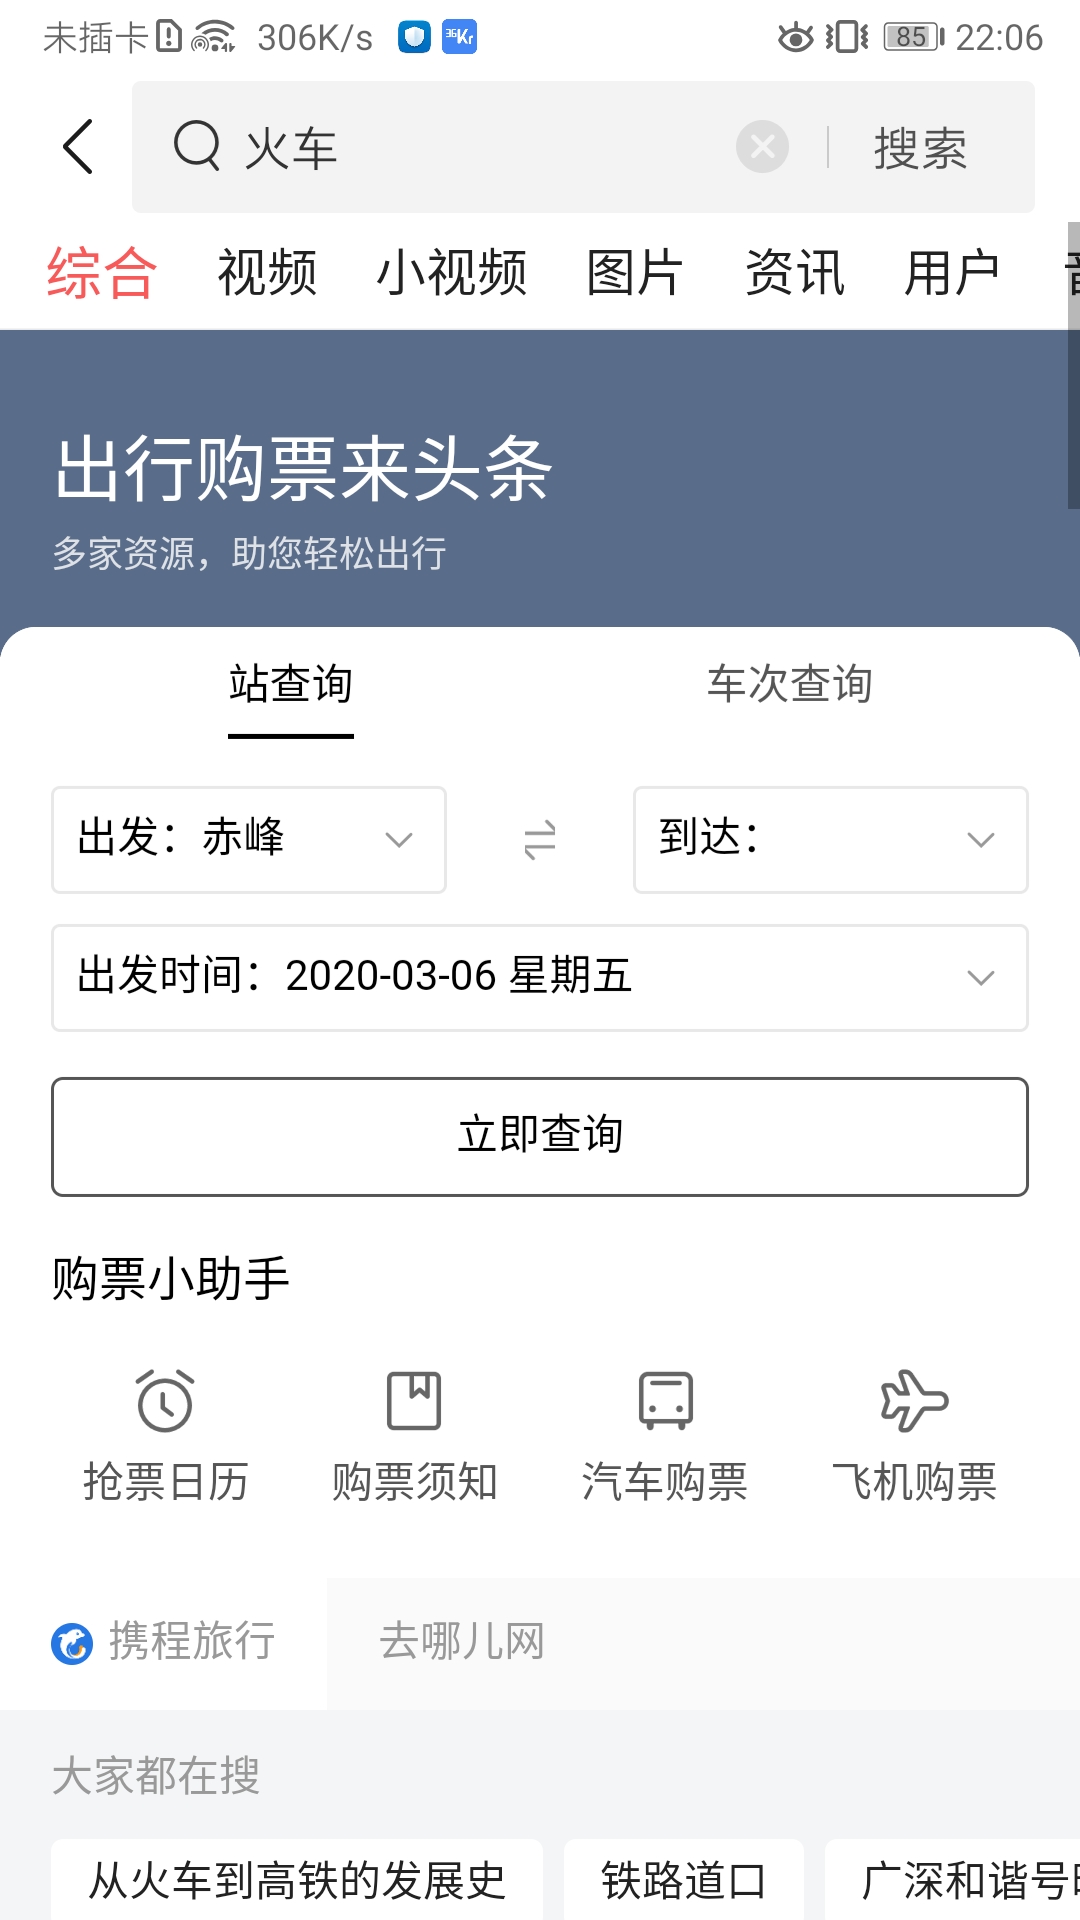 未插卡 306K/s 36Kr 85 22:06
火车 搜索
综合 视频 小视频 图片 资讯 用户
出行购票来头条
多家资源，助您轻松出行
站查询 车次查询
出发：赤峰 到达：
出发时间：2020-03-06 星期五
立即查询
购票小助手
抢票日历 购票须知 汽车购票 飞机购票
携程旅行 去哪儿网
大家都在搜
从火车到高铁的发展史 铁路道口 广深和谐号